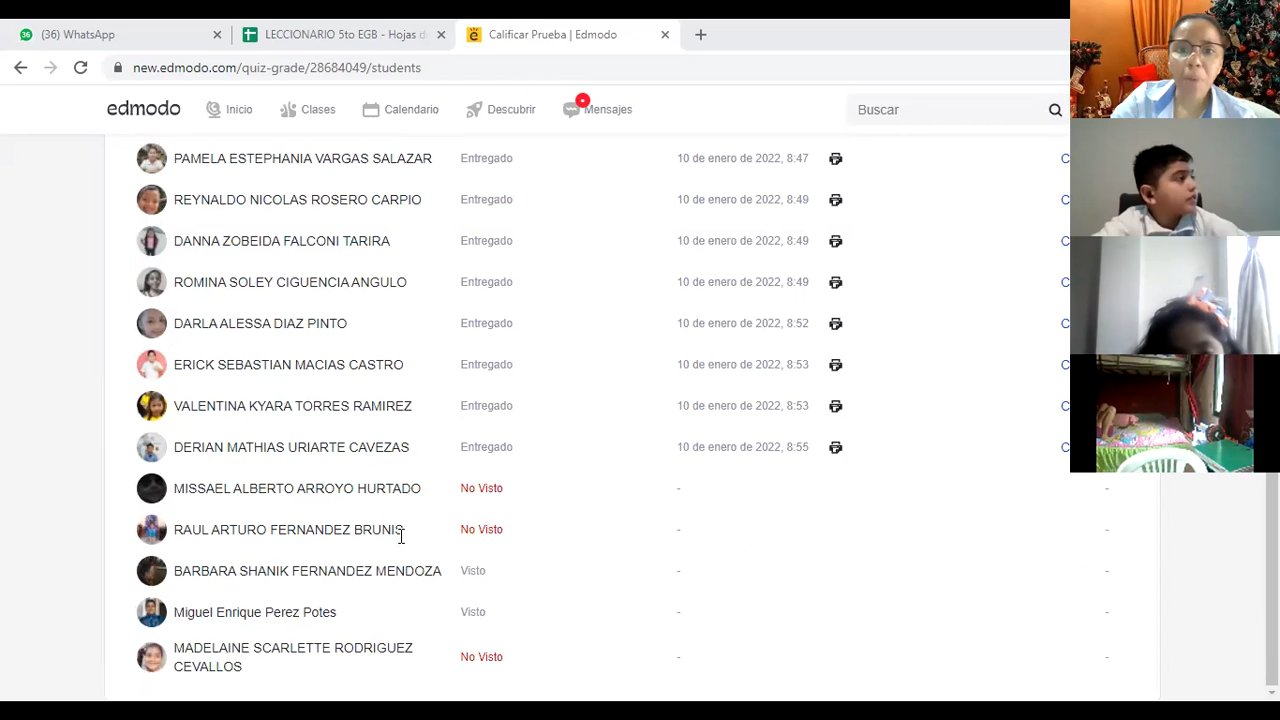 (36) WhatsApp
LECCIONARIO 5to EGB - Hojas d
Calificar Prueba | Edmodo
new.edmodo.com/quiz-grade/28684049/students
edmodo Inicio Clases Calendario Descubrir Mensajes Buscar
PAMELA ESTEPHANIA VARGAS SALAZAR Entregado 10 de enero de 2022, 8:47 C
REYNALDO NICOLAS ROSERO CARPIO Entregado 10 de enero de 2022, 8:49 C
DANNA ZOBEIDA FALCONI TARIRA Entregado 10 de enero de 2022, 8:49 C
ROMINA SOLEY CIGUENCIA ANGULO Entregado 10 de enero de 2022, 8:49 C
DARLA ALESSA DIAZ PINTO Entregado 10 de enero de 2022, 8:52 C
ERICK SEBASTIAN MACIAS CASTRO Entregado 10 de enero de 2022, 8:53 C
VALENTINA KYARA TORRES RAMIREZ Entregado 10 de enero de 2022, 8:53 C
DERIAN MATHIAS URIARTE CAVEZAS Entregado 10 de enero de 2022, 8:55 C
MISSAEL ALBERTO ARROYO HURTADO No Visto - -
RAUL ARTURO FERNANDEZ BRUNIS No Visto - -
BARBARA SHANIK FERNANDEZ MENDOZA Visto - -
Miguel Enrique Perez Potes Visto - -
MADELAINE SCARLETTE RODRIGUEZ
CEVALLOS No Visto - -